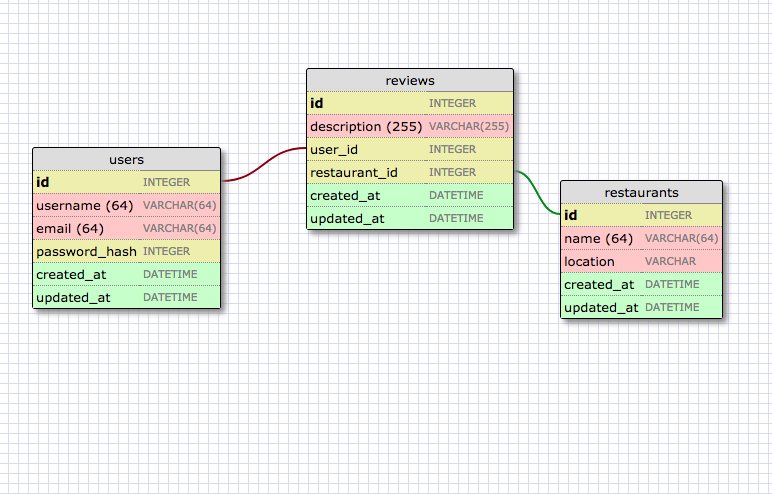 users
id INTEGER
username (64) VARCHAR(64)
email (64) VARCHAR(64)
password_hash INTEGER
created_at DATETIME
updated_at DATETIME
reviews
id INTEGER
description (255) VARCHAR(255)
user_id INTEGER
restaurant_id INTEGER
created_at DATETIME
updated_at DATETIME
restaurants
id INTEGER
name (64) VARCHAR(64)
location VARCHAR
created_at DATETIME
updated_at DATETIME